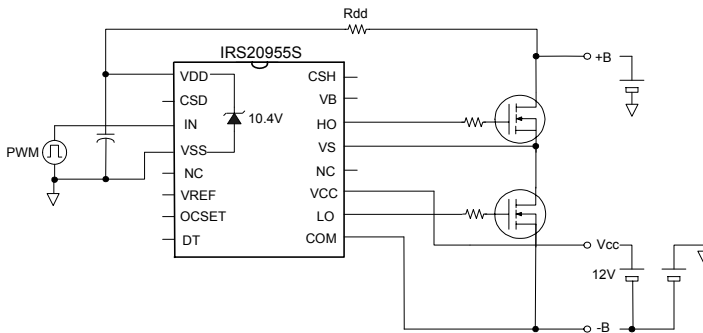 Rdd
IRS20955S
VDD
CSH
+B
CSD
VB
10.4V
IN
HO
PWM
VSS
VS
NC
NC
VREF
VCC
OCSET
LO
DT
COM
Vcc
12V
-B